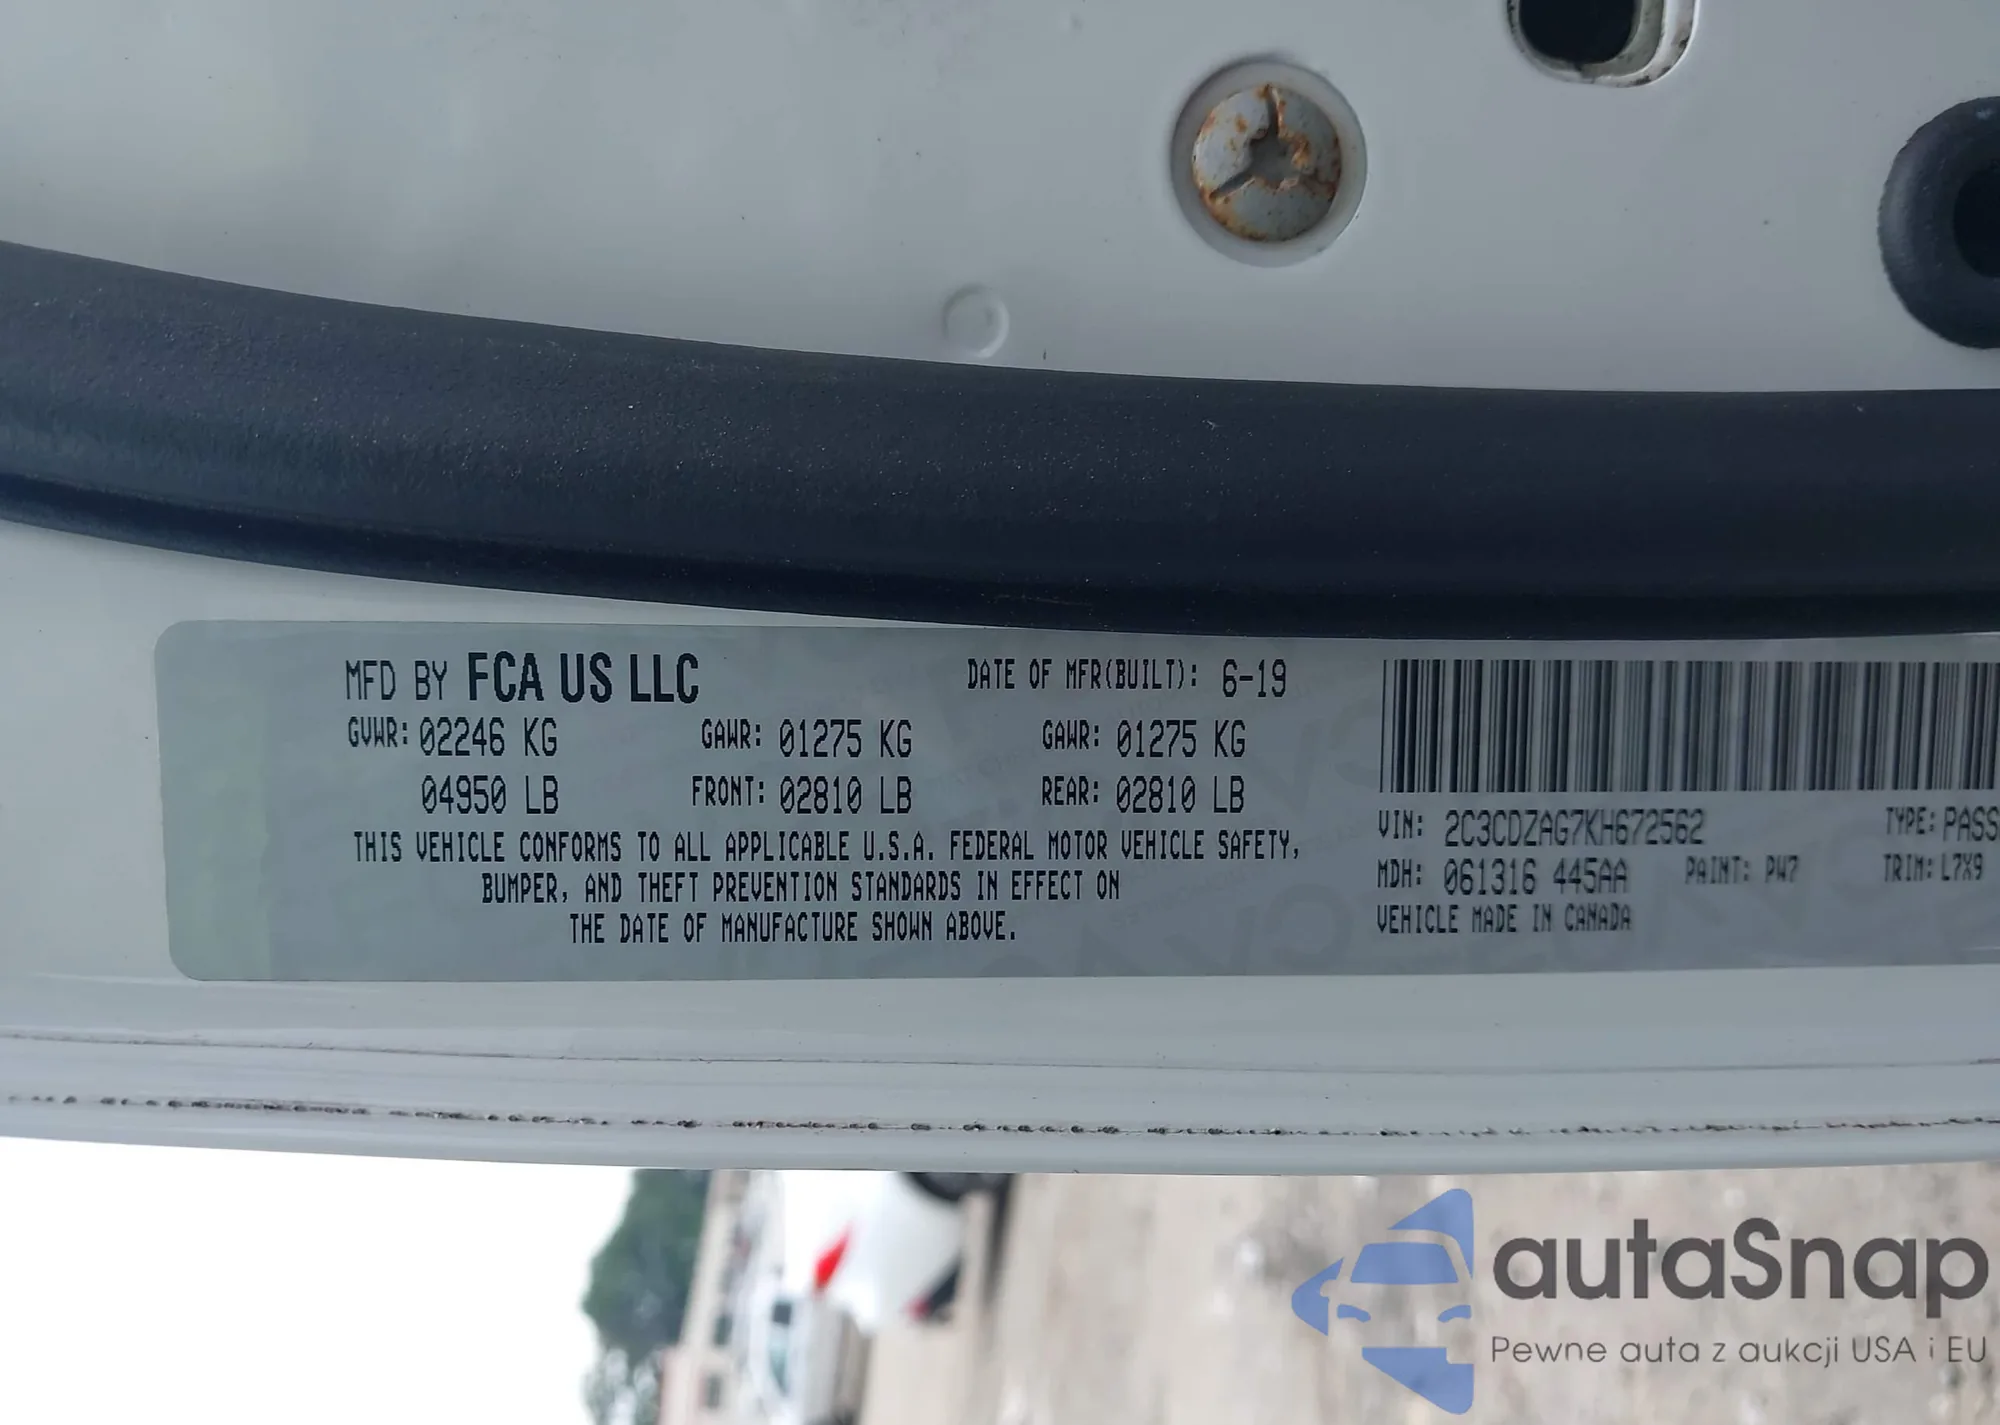 MFD BY FCA US LLC DATE OF MFR(BUILT): 6-19
GVWR: 02246 KG GAWR: 01275 KG GAWR: 01275 KG
04950 LB FRONT: 02810 LB REAR: 02810 LB
THIS VEHICLE CONFORMS TO ALL APPLICABLE U.S.A. FEDERAL MOTOR VEHICLE SAFETY,
BUMPER, AND THEFT PREVENTION STANDARDS IN EFFECT ON
THE DATE OF MANUFACTURE SHOWN ABOVE.
VIN: 2C3CDZAG7KH672562 TYPE: PASS
MDH: 061316 445AA PAINT: PW7 TRIM: L7X9
VEHICLE MADE IN CANADA
autaSnap
Pewne auta z aukcji USA i EU